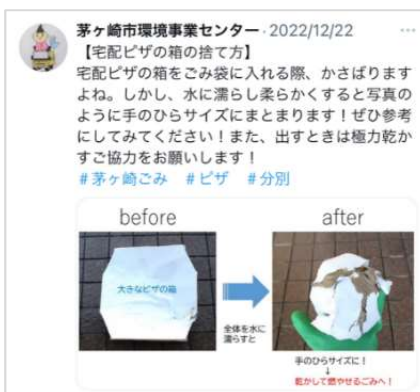 茅ヶ崎市環境事業センター · 2022/12/22 …
【宅配ピザの箱の捨て方】
宅配ピザの箱をごみ袋に入れる際、かさばります
よね。しかし、水に濡らし柔らかくすると写真の
ように手のひらサイズにまとまります！ぜひ参考
にしてみてください！また、出すときは極力乾か
すご協力をお願いします！
#茅ヶ崎ごみ #ピザ #分別
before
after
大きなピザの箱
全体を水に
濡らすと
手のひらサイズに！
↓
乾かして燃やせるごみへ！